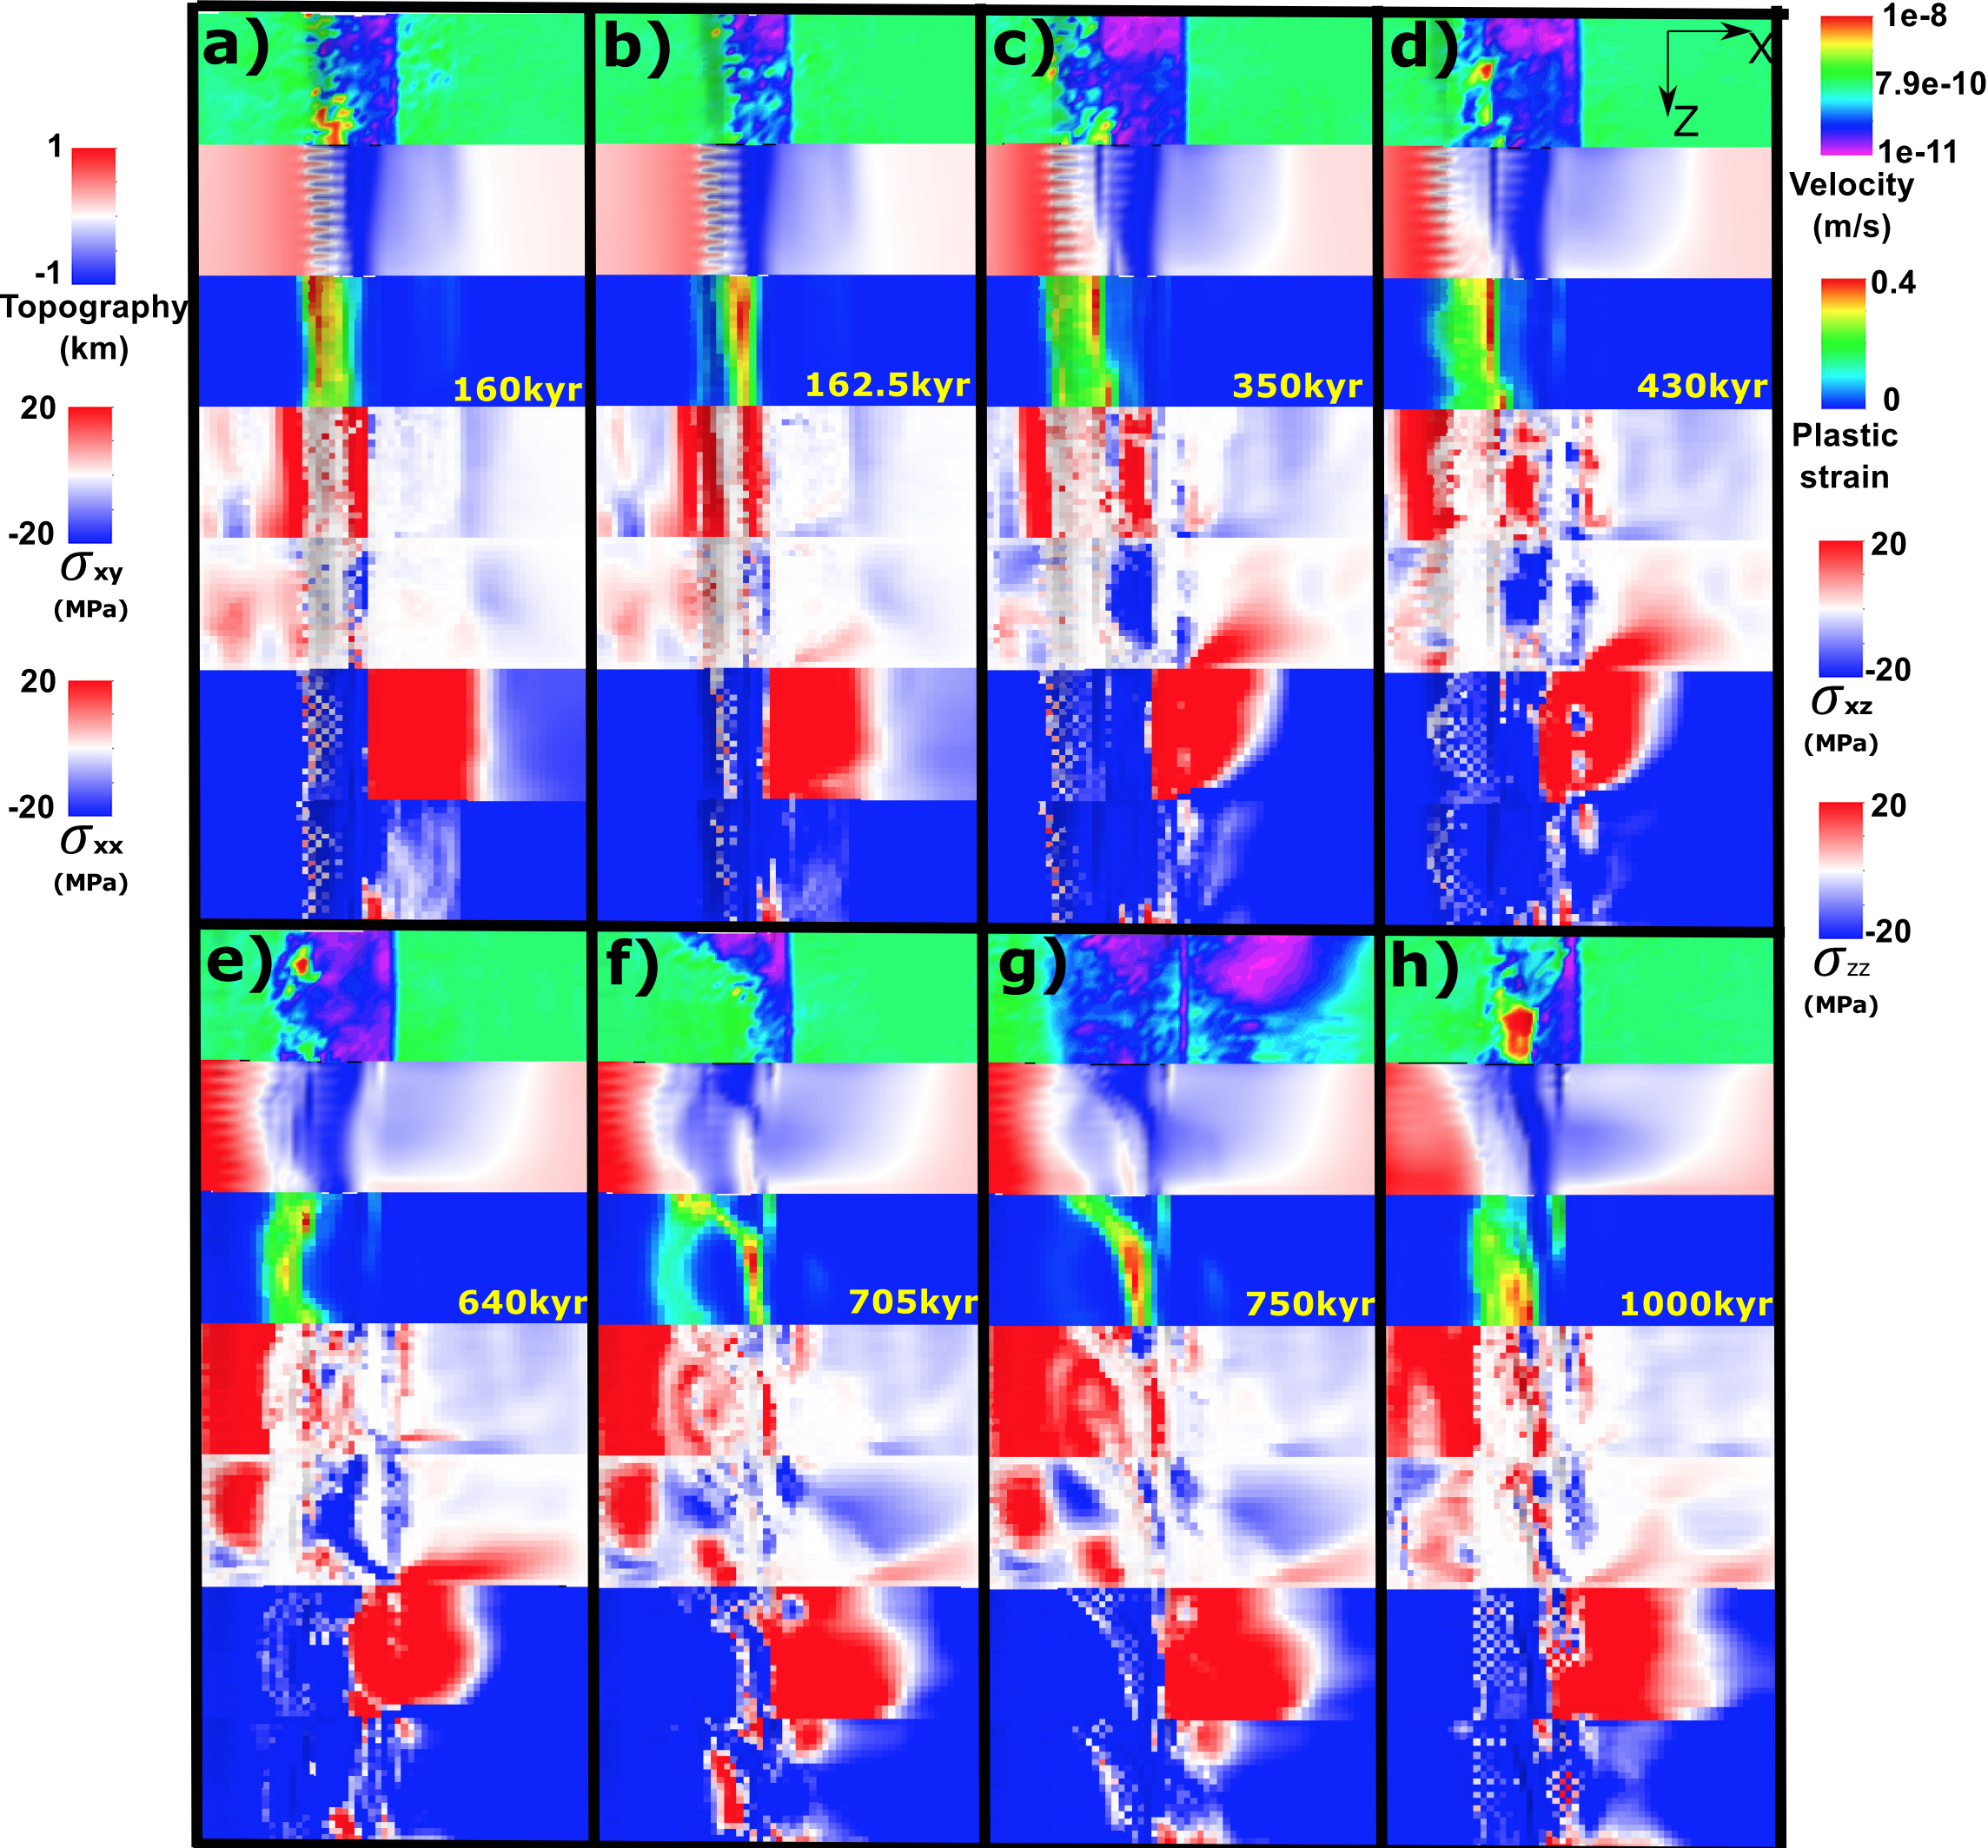 a)
b)
c)
d)
X
Z
1e-8
7.9e-10
1e-11
Velocity
(m/s)
1
-1
Topography
(km)
0.4
0
Plastic
strain
160kyr
162.5kyr
350kyr
430kyr
20
-20
σxy
(MPa)
20
-20
σxz
(MPa)
20
-20
σxx
(MPa)
20
-20
σzz
(MPa)
e)
f)
g)
h)
640kyr
705kyr
750kyr
1000kyr